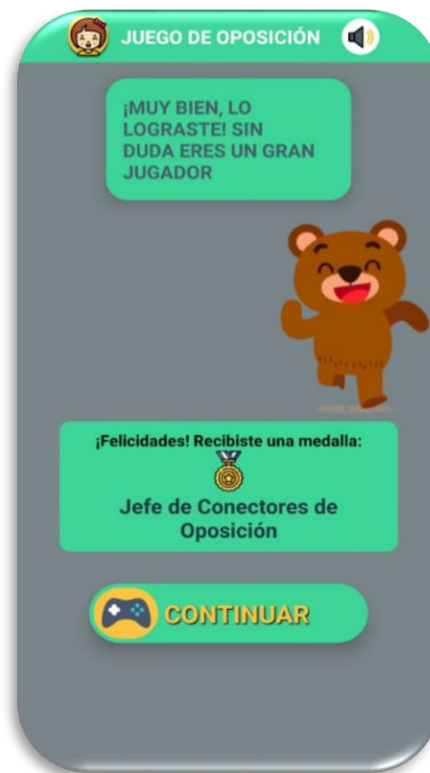 JUEGO DE OPOSICIÓN
¡MUY BIEN, LO
LOGRASTE! SIN
DUDA ERES UN GRAN
JUGADOR
¡Felicidades! Recibiste una medalla:
Jefe de Conectores de
Oposición
CONTINUAR